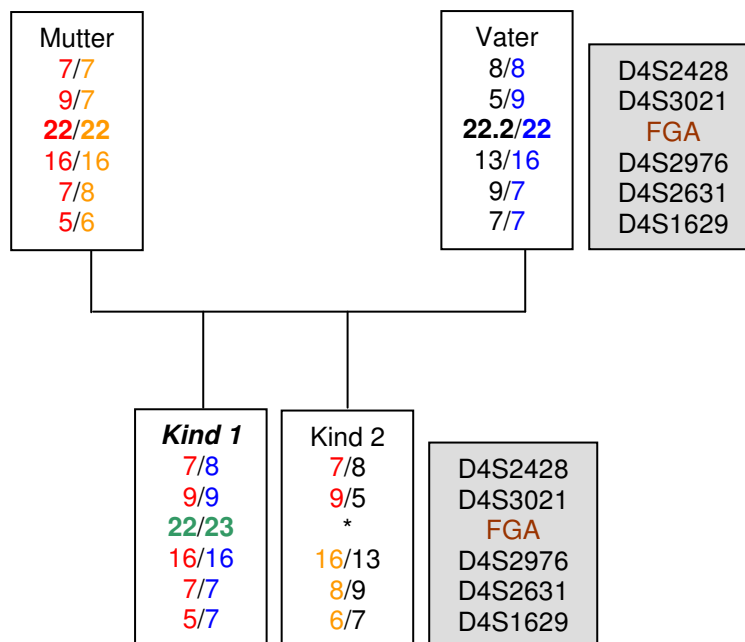 Mutter
7/7
9/7
22/22
16/16
7/8
5/6
Vater
8/8
5/9
22.2/22
13/16
9/7
7/7
D4S2428
D4S3021
FGA
D4S2976
D4S2631
D4S1629
Kind 1
7/8
9/9
22/23
16/16
7/7
5/7
Kind 2
7/8
9/5
*
16/13
8/9
6/7
D4S2428
D4S3021
FGA
D4S2976
D4S2631
D4S1629